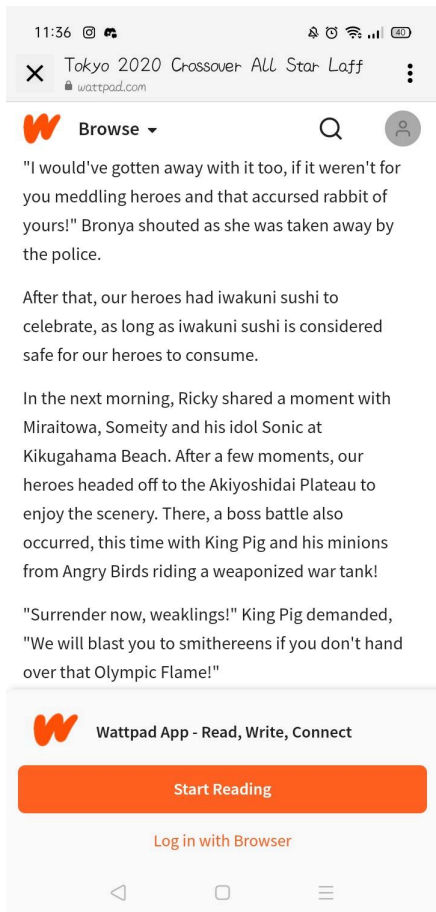 11:36
40
Tokyo 2020 Crossover All Star Laff
wattpad.com
Browse
"I would've gotten away with it too, if it weren't for
you meddling heroes and that accursed rabbit of
yours!" Bronya shouted as she was taken away by
the police.
After that, our heroes had iwakuni sushi to
celebrate, as long as iwakuni sushi is considered
safe for our heroes to consume.
In the next morning, Ricky shared a moment with
Miraitowa, Someity and his idol Sonic at
Kikugahama Beach. After a few moments, our
heroes headed off to the Akiyoshidai Plateau to
enjoy the scenery. There, a boss battle also
occurred, this time with King Pig and his minions
from Angry Birds riding a weaponized war tank!
"Surrender now, weaklings!" King Pig demanded,
"We will blast you to smithereens if you don't hand
over that Olympic Flame!"
Wattpad App - Read, Write, Connect
Start Reading
Log in with Browser